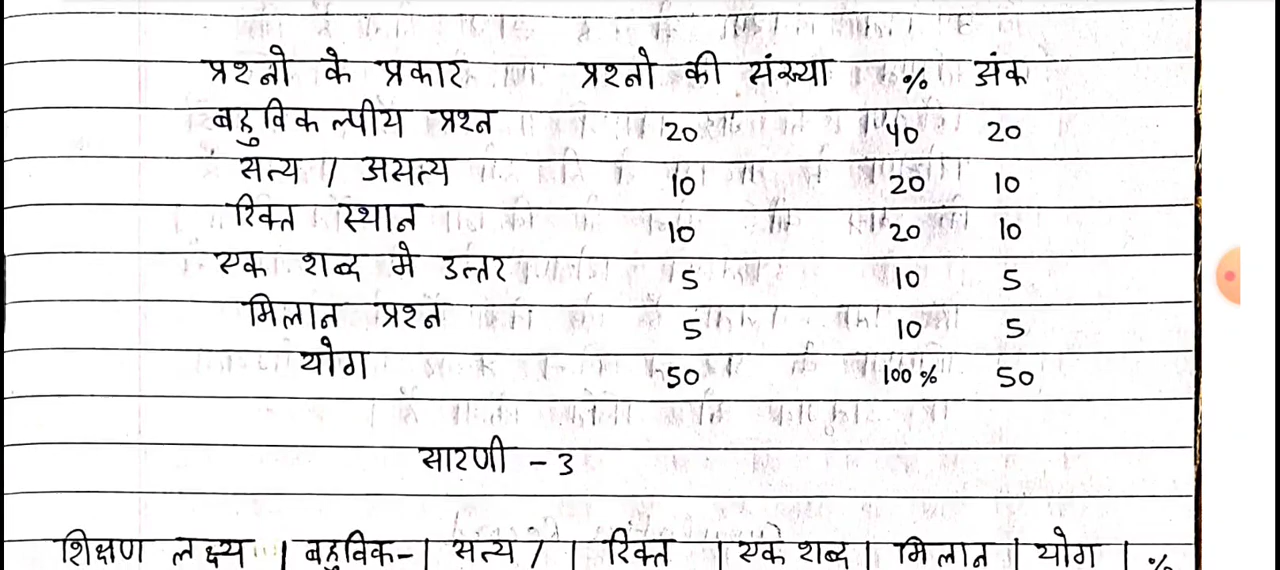 प्रश्नो के प्रकार प्रश्नो की संख्या % अंक
बहुविकल्पीय प्रश्न 20 40 20
सत्य / असत्य 10 20 10
रिक्त स्थान 10 20 10
एक शब्द मे उत्तर 5 10 5
मिलान प्रश्न 5 10 5
योग 50 100% 50
सारणी - 3
शिक्षण लक्ष्य | बहुविक- | सत्य / | रिक्त | एक शब्द | मिलान | योग | %